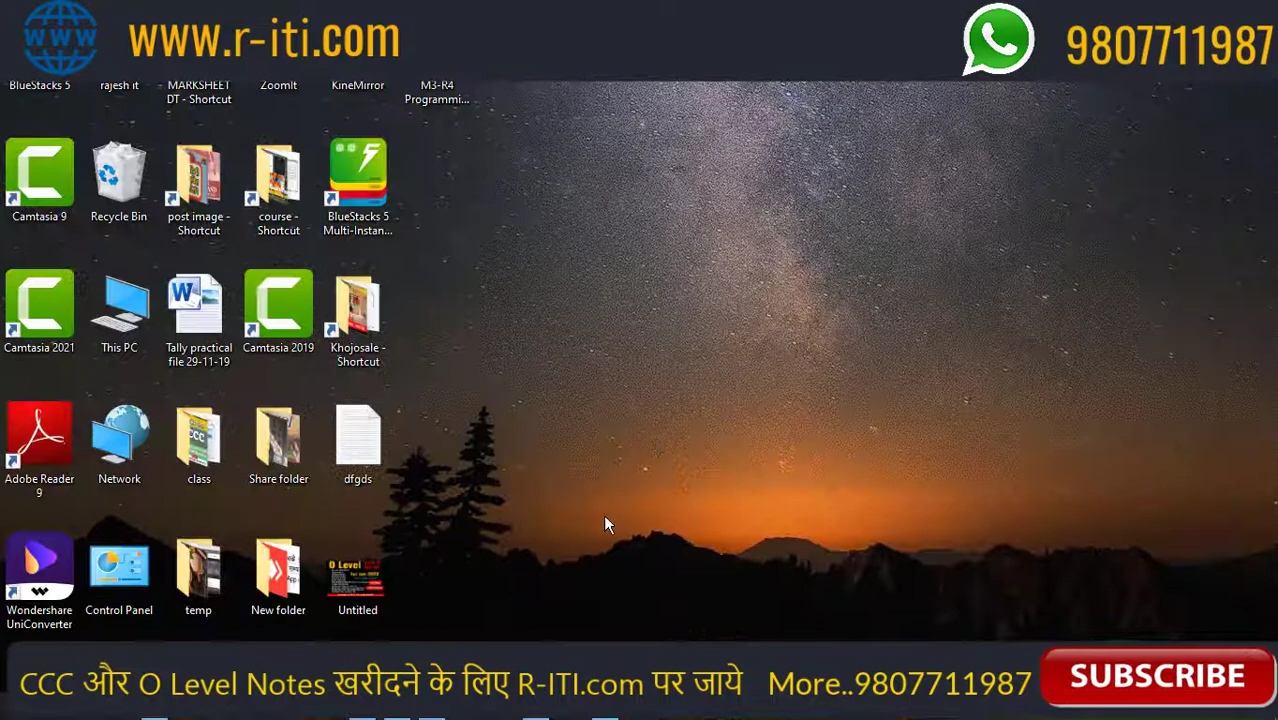 www.r-iti.com
9807711987
BlueStacks 5
rajesh it
MARKSHEET
DT - Shortcut
ZoomIt
KineMirror
M3-R4
Programmi...
Camtasia 9
Recycle Bin
post image -
Shortcut
course -
Shortcut
BlueStacks 5
Multi-Instan...
Camtasia 2021
This PC
Tally practical
file 29-11-19
Camtasia 2019
Khojosale -
Shortcut
Adobe Reader
9
Network
class
Share folder
dfgds
Wondershare
UniConverter
Control Panel
temp
New folder
Untitled
CCC और O Level Notes खरीदने के लिए R-ITI.com पर जाये More..9807711987
SUBSCRIBE